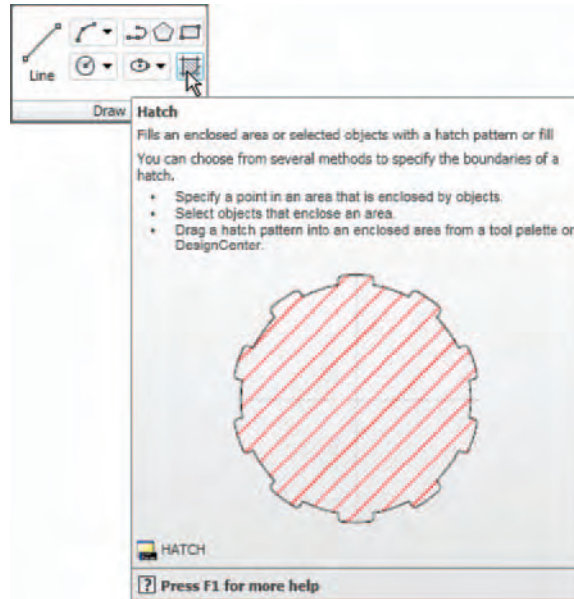 Line
Draw
Hatch
Fills an enclosed area or selected objects with a hatch pattern or fill
You can choose from several methods to specify the boundaries of a
hatch.
• Specify a point in an area that is enclosed by objects.
• Select objects that enclose an area.
• Drag a hatch pattern into an enclosed area from a tool palette or
DesignCenter.
HATCH
? Press F1 for more help